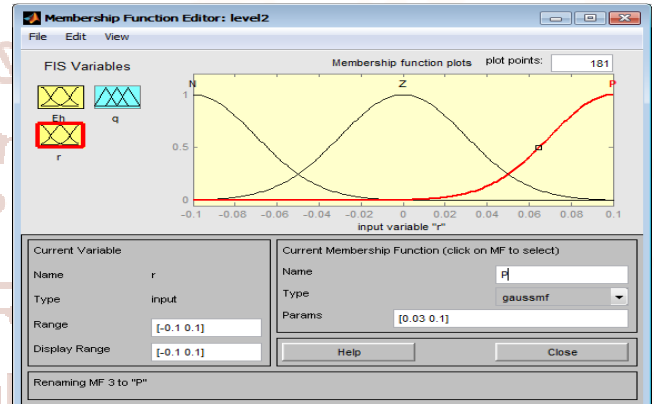 Membership Function Editor: level2
File Edit View
FIS Variables
Membership function plots plot points: 181
N Z P
Eh q
r
1
0.5
0
-0.1 -0.08 -0.06 -0.04 -0.02 0 0.02 0.04 0.06 0.08 0.1
input variable "r"
Current Variable
Name r
Type input
Range [-0.1 0.1]
Display Range [-0.1 0.1]
Current Membership Function (click on MF to select)
Name P
Type gaussmf
Params [0.03 0.1]
Help Close
Renaming MF 3 to "P"